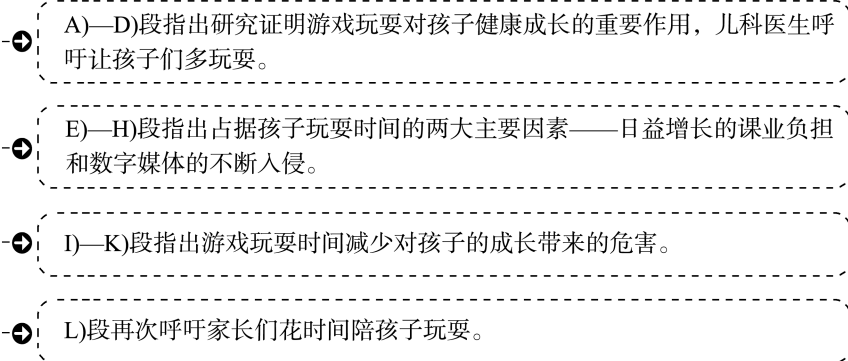 A)—D)段指出研究证明游戏玩耍对孩子健康成长的重要作用，儿科医生呼
吁让孩子们多玩耍。
E)—H)段指出占据孩子玩耍时间的两大主要因素——日益增长的课业负担
和数字媒体的不断入侵。
I)—K)段指出游戏玩耍时间减少对孩子的成长带来的危害。
L)段再次呼吁家长们花时间陪孩子玩耍。